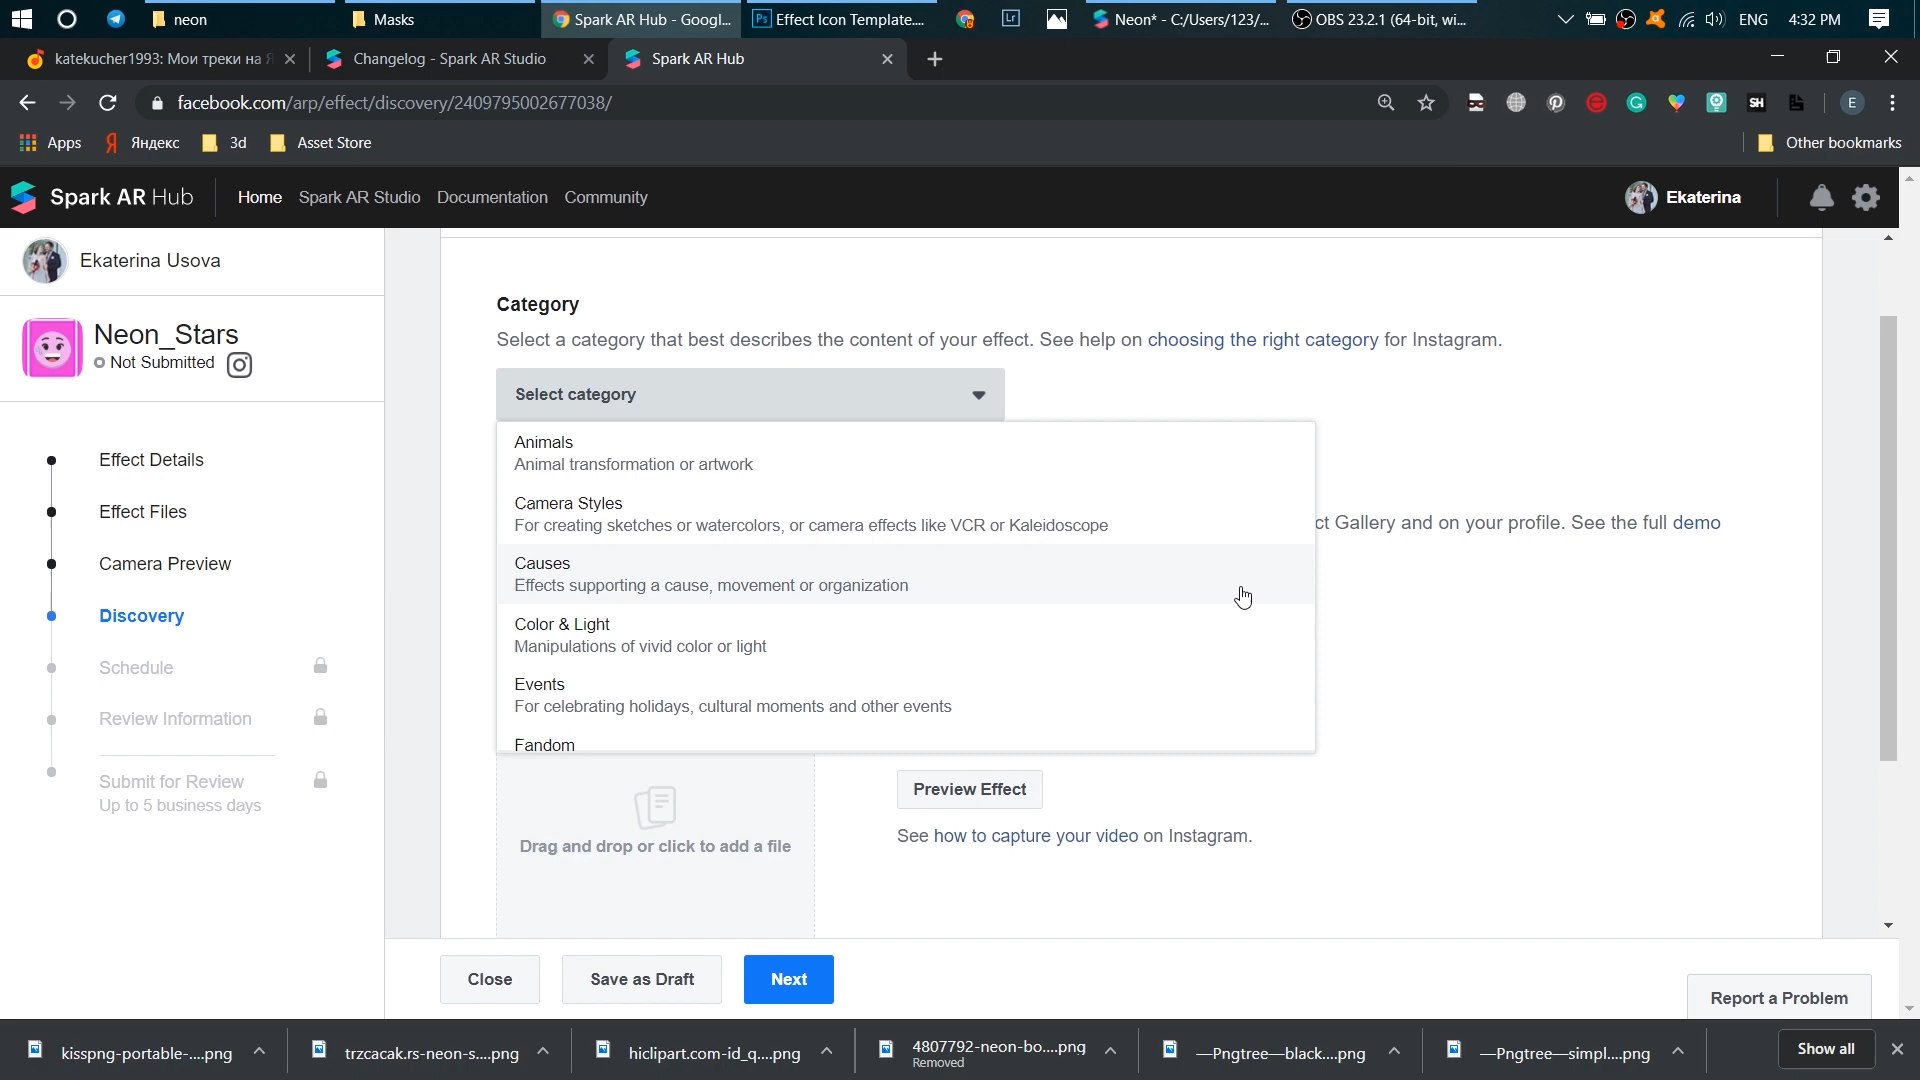 neon
Masks
Spark AR Hub - Googl...
Ps Effect Icon Template....
Lr
Neon* - C:/Users/123/...
OBS 23.2.1 (64-bit, wi...
ENG
4:32 PM
katekucher1993: Мои треки на Я
Changelog - Spark AR Studio
Spark AR Hub
facebook.com/arp/effect/discovery/2409795002677038/
SH
E
Apps
Яндекс
3d
Asset Store
Other bookmarks
Spark AR Hub
Home
Spark AR Studio
Documentation
Community
Ekaterina
Ekaterina Usova
Neon_Stars
Not Submitted
Effect Details
Effect Files
Camera Preview
Discovery
Schedule
Review Information
Submit for Review
Up to 5 business days
Category
Select a category that best describes the content of your effect. See help on choosing the right category for Instagram.
Select category
Animals
Animal transformation or artwork
Camera Styles
For creating sketches or watercolors, or camera effects like VCR or Kaleidoscope
Causes
Effects supporting a cause, movement or organization
Color & Light
Manipulations of vivid color or light
Events
For celebrating holidays, cultural moments and other events
Fandom
ct Gallery and on your profile. See the full demo
Drag and drop or click to add a file
Preview Effect
See how to capture your video on Instagram.
Close
Save as Draft
Next
Report a Problem
kisspng-portable-....png
trzcacak.rs-neon-s....png
hiclipart.com-id_q....png
4807792-neon-bo....png
Removed
—Pngtree—black....png
—Pngtree—simpl....png
Show all